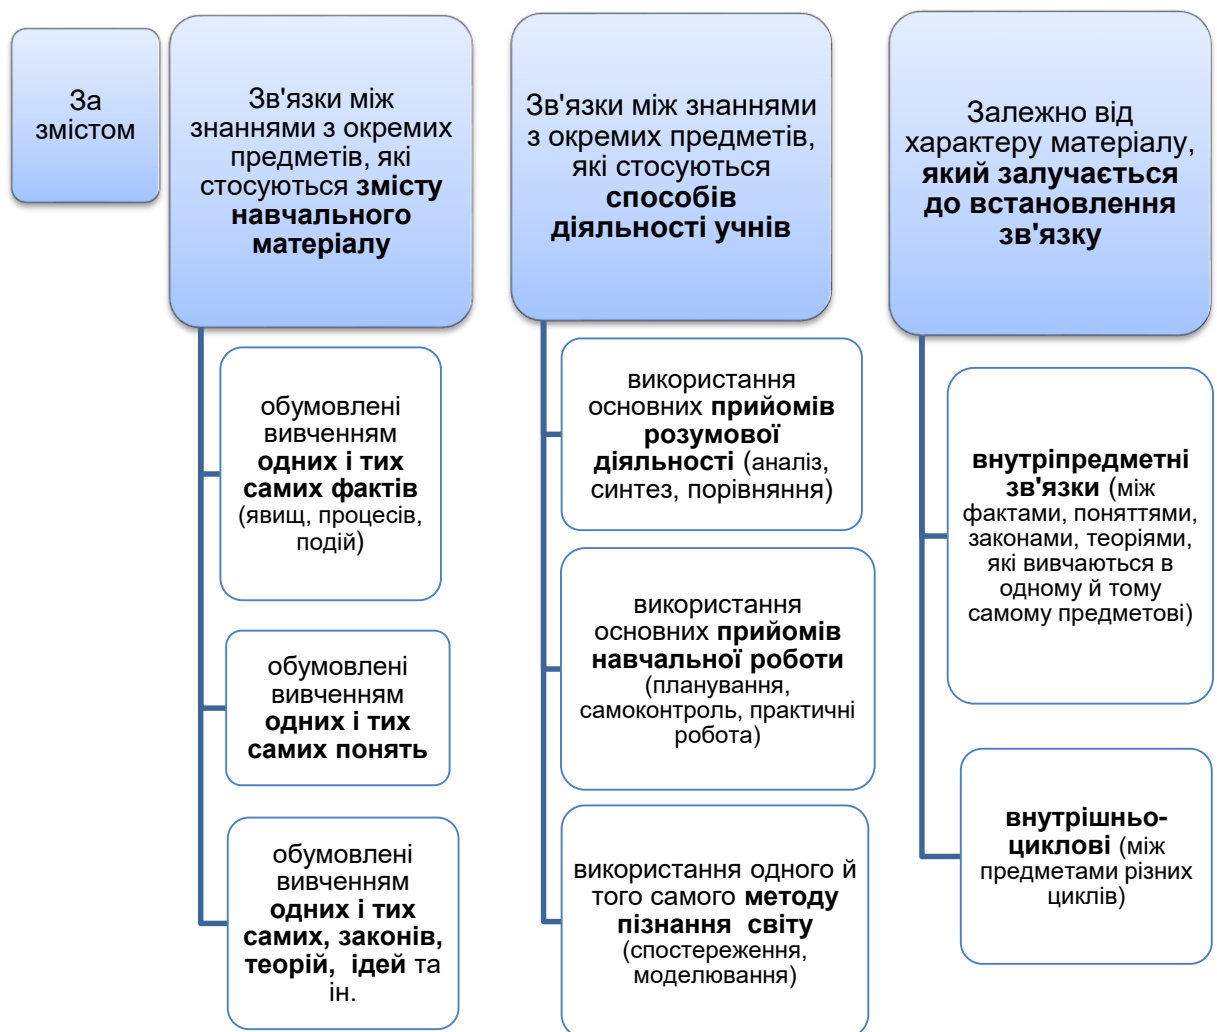 За
змістом
Зв'язки між
знаннями з окремих
предметів, які
стосуються змісту
навчального
матеріалу
обумовлені
вивченням
одних і тих
самих фактів
(явищ, процесів,
подій)
обумовлені
вивченням
одних і тих
самих понять
обумовлені
вивченням
одних і тих
самих, законів,
теорій, ідей та
ін.
Зв'язки між знаннями
з окремих предметів,
які стосуються
способів
діяльності учнів
використання
основних прийомів
розумової
діяльності (аналіз,
синтез, порівняння)
використання
основних прийомів
навчальної роботи
(планування,
самоконтроль, практичні
робота)
використання одного й
того самого методу
пізнання світу
(спостереження,
моделювання)
Залежно від
характеру матеріалу,
який залучається
до встановлення
зв'язку
внутріпредметні
зв'язки (між
фактами, поняттями,
законами, теоріями,
які вивчаються в
одному й тому
самому предметові)
внутрішньо-
циклові (між
предметами різних
циклів)